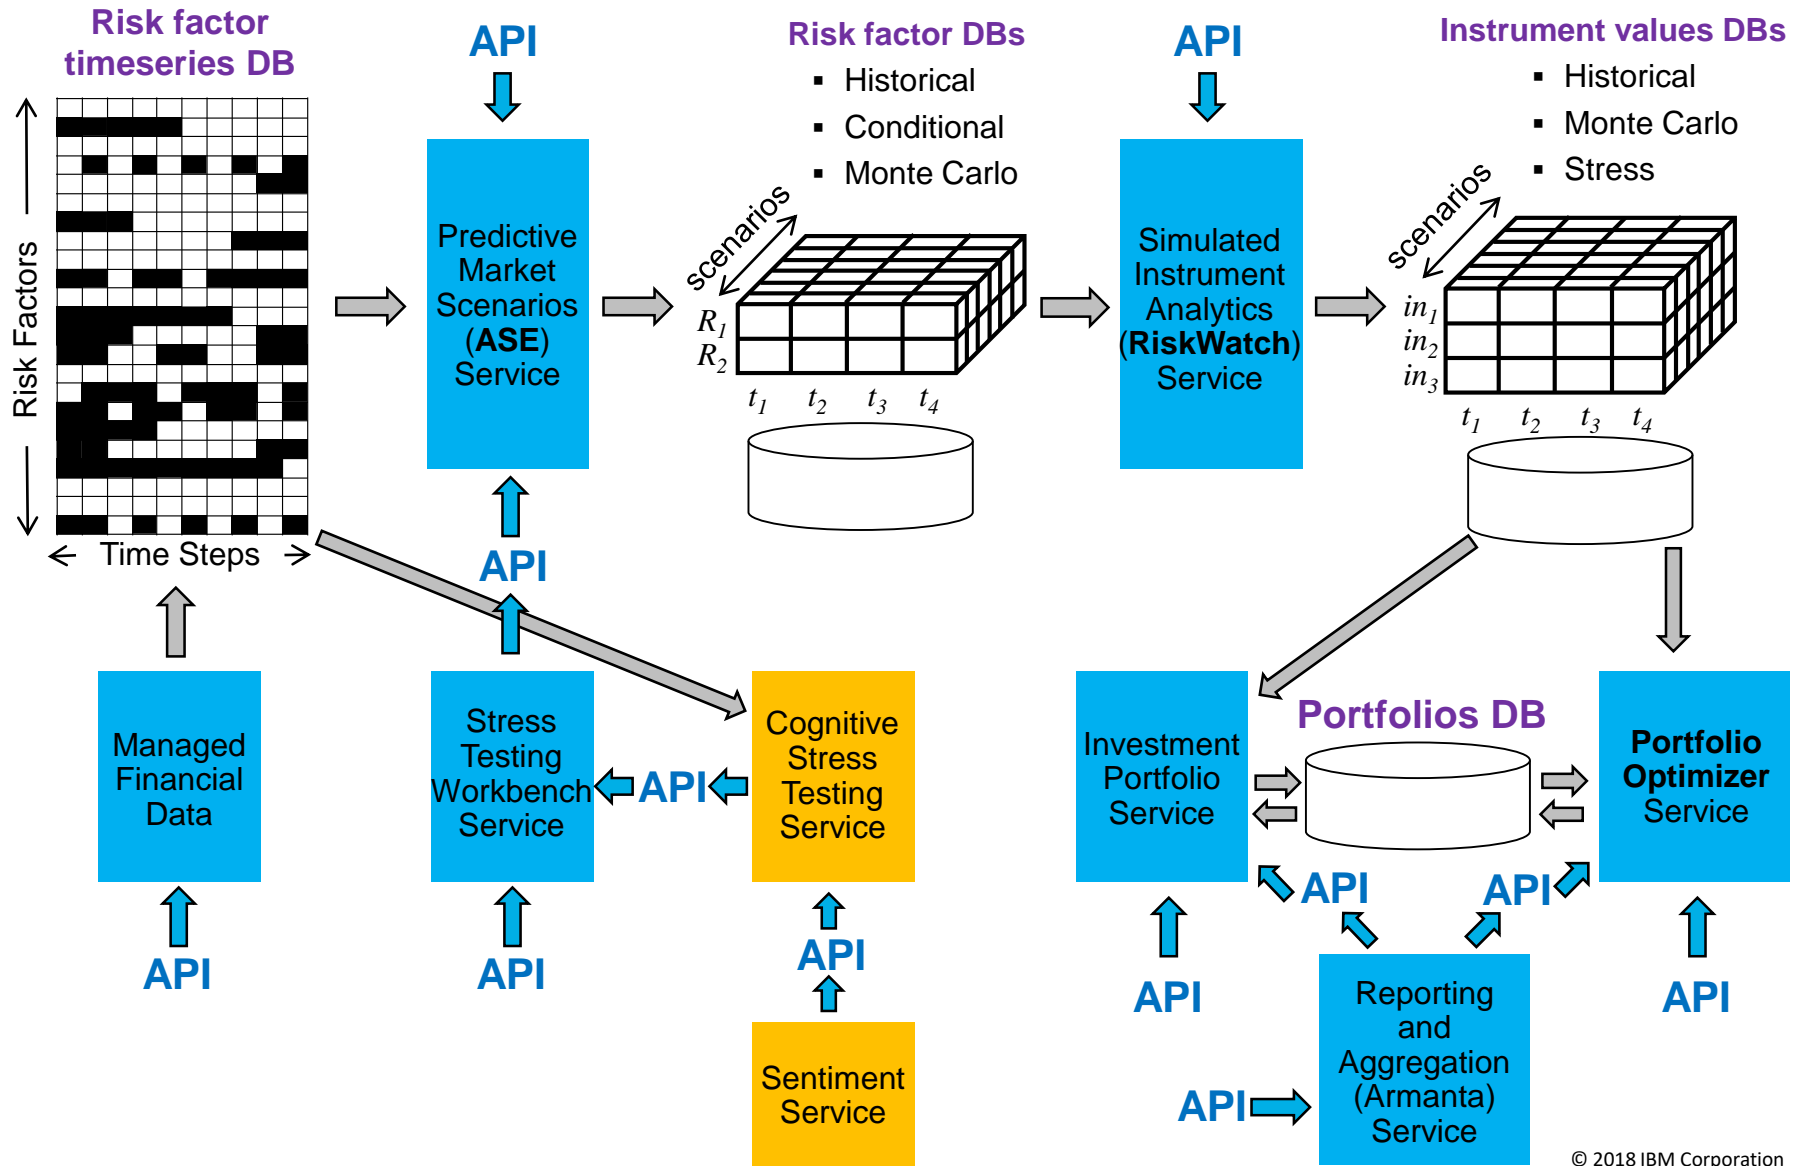 Risk factor
timeseries DB
API
Risk factor DBs
▪ Historical
▪ Conditional
▪ Monte Carlo
API
Instrument values DBs
▪ Historical
▪ Monte Carlo
▪ Stress
Risk Factors
Time Steps
Predictive
Market
Scenarios
(ASE)
Service
scenarios
R1
R2
t1 t2 t3 t4
Simulated
Instrument
Analytics
(RiskWatch)
Service
scenarios
in1
in2
in3
t1 t2 t3 t4
API
Managed
Financial
Data
API
Stress
Testing
Workbench
Service
API
API
Cognitive
Stress
Testing
Service
API
Sentiment
Service
Investment
Portfolio
Service
Portfolios DB
Portfolio
Optimizer
Service
API
API
API
API
Reporting
and
Aggregation
(Armanta)
Service
API
© 2018 IBM Corporation